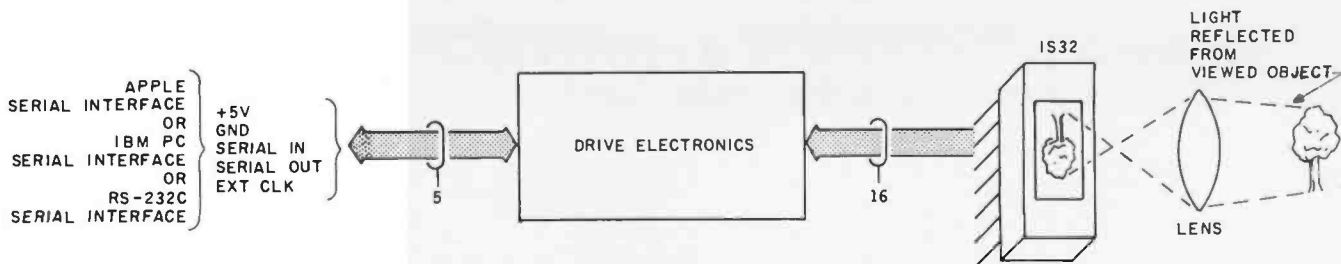 APPLE
SERIAL INTERFACE
OR
IBM PC
SERIAL INTERFACE
OR
RS-232C
SERIAL INTERFACE
+5V
GND
SERIAL IN
SERIAL OUT
EXT CLK
5
DRIVE ELECTRONICS
16
IS32
LIGHT
REFLECTED
FROM
VIEWED OBJECT
LENS